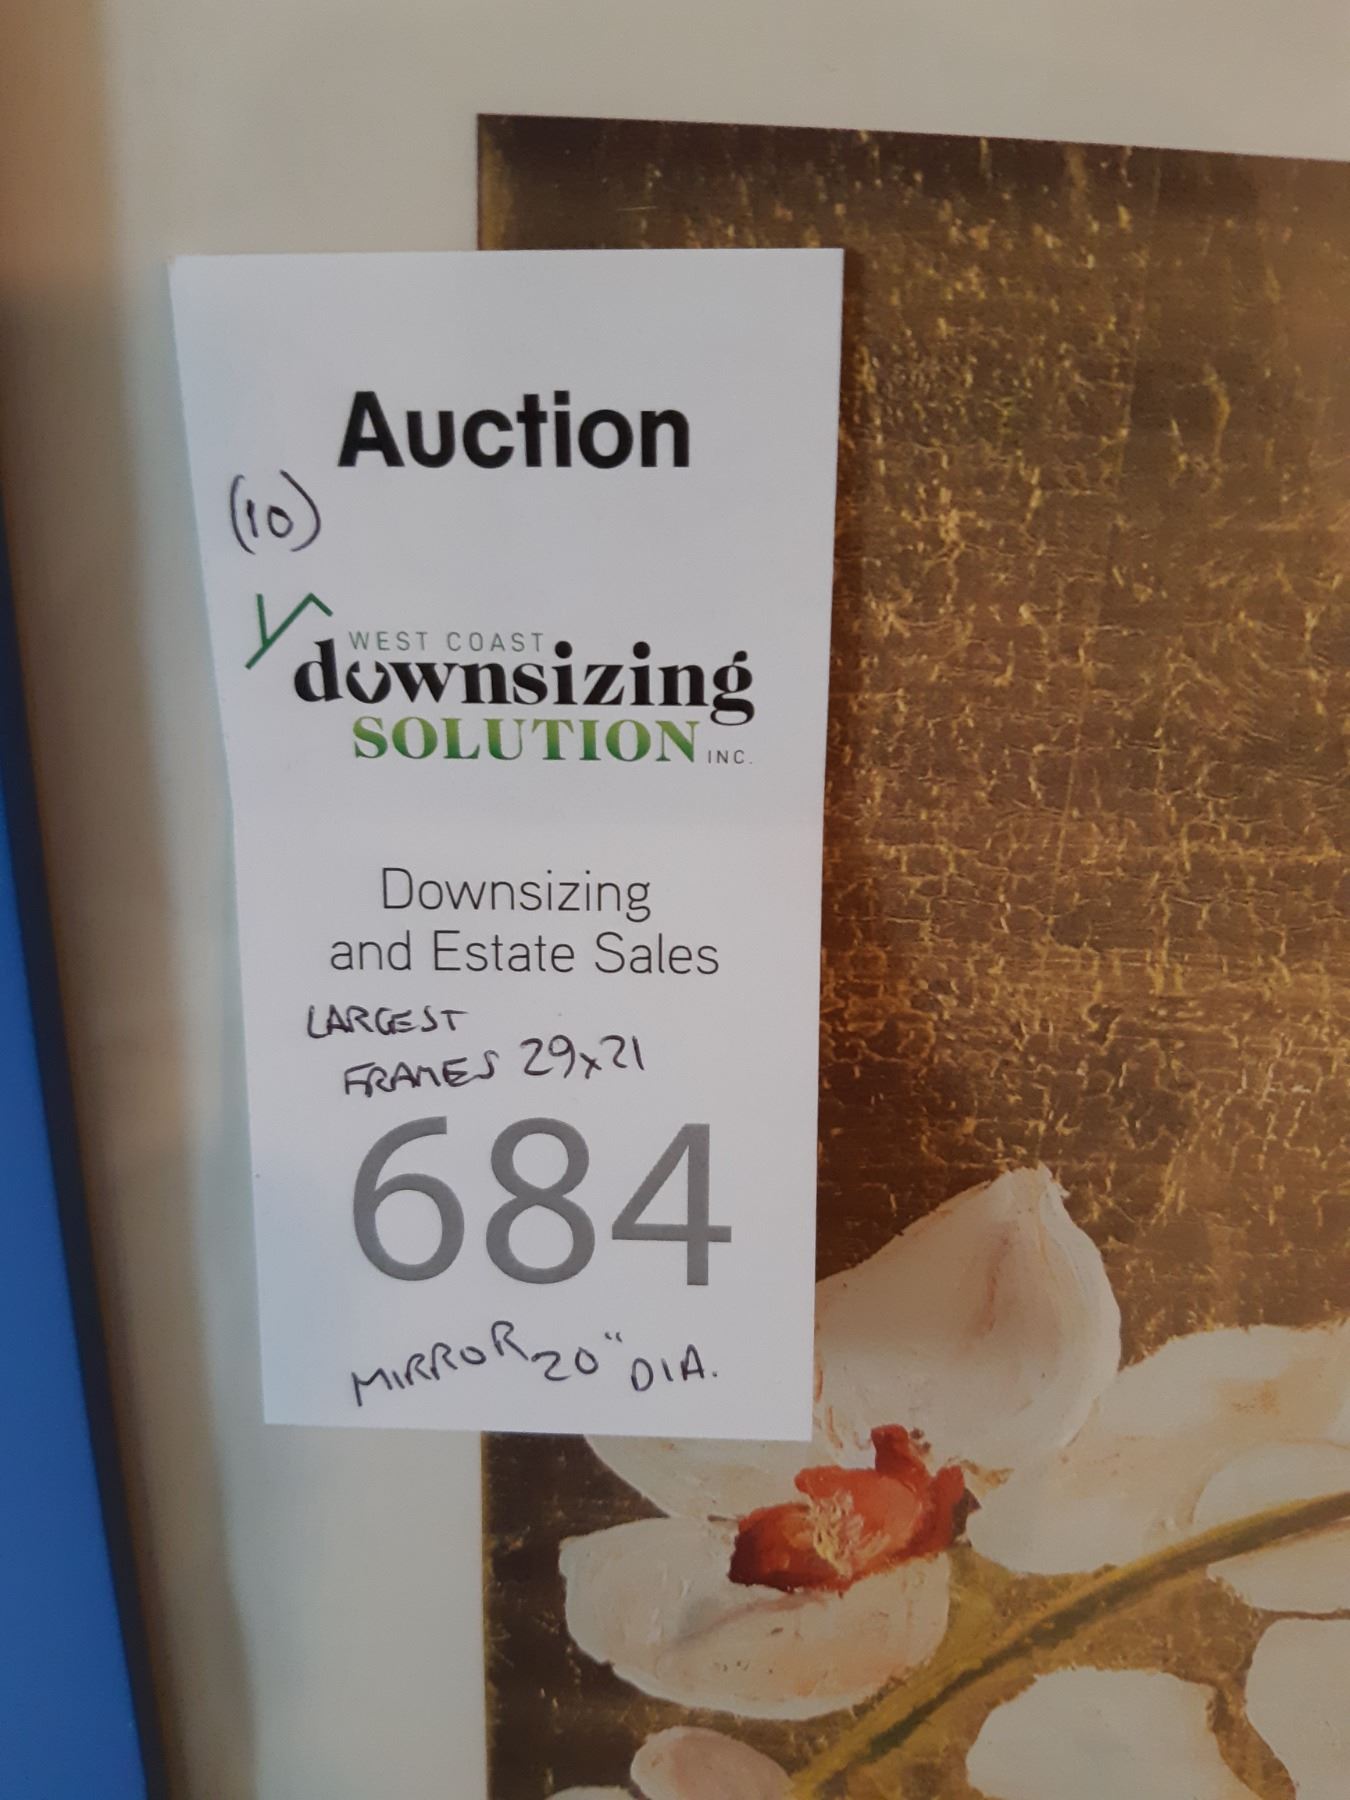 Auction
(10)
WEST COAST
downsizing
SOLUTION INC.
Downsizing
and Estate Sales
LARGEST
FRAMES 29x21
684
MIRROR 20" DIA.